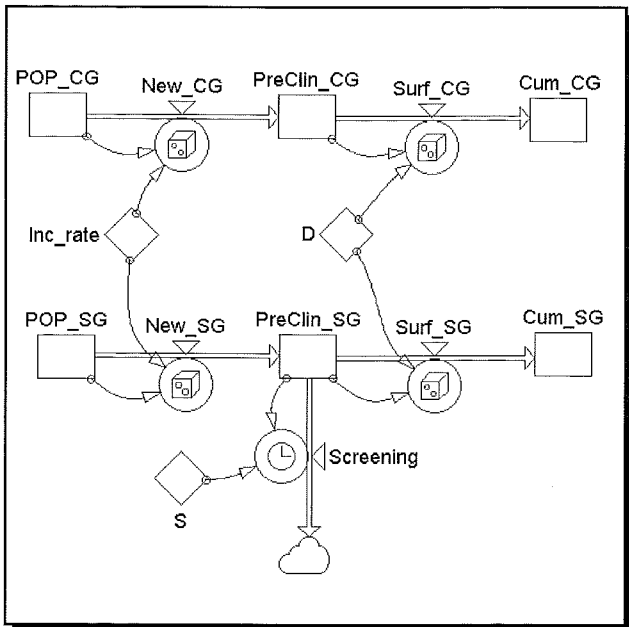 POP_CG
New_CG
PreClin_CG
Surf_CG
Cum_CG
Inc_rate
D
POP_SG
New_SG
PreClin_SG
Surf_SG
Cum_SG
Screening
S